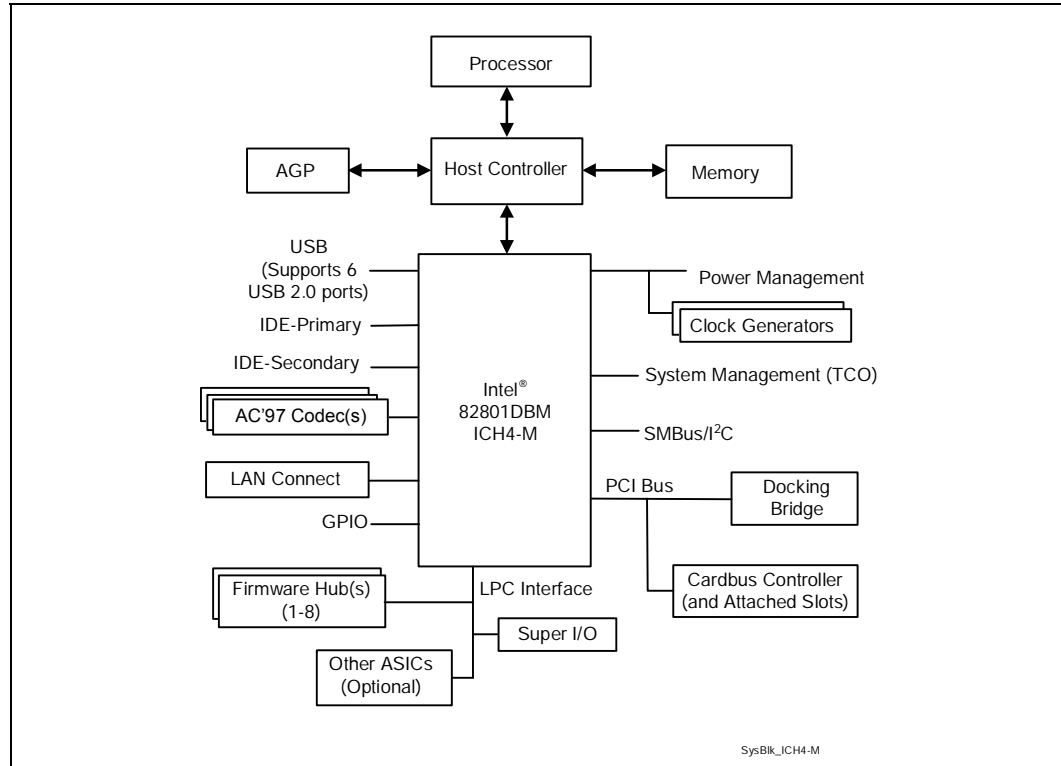 Processor
AGP
Host Controller
Memory
USB
(Supports 6
USB 2.0 ports)
IDE-Primary
IDE-Secondary
AC'97 Codec(s)
LAN Connect
GPIO
Intel®
82801DBM
ICH4-M
Power Management
Clock Generators
System Management (TCO)
SMBus/I²C
PCI Bus
Docking
Bridge
Cardbus Controller
(and Attached Slots)
Firmware Hub(s)
(1-8)
LPC Interface
Super I/O
Other ASICs
(Optional)
SysBlk_ICH4-M